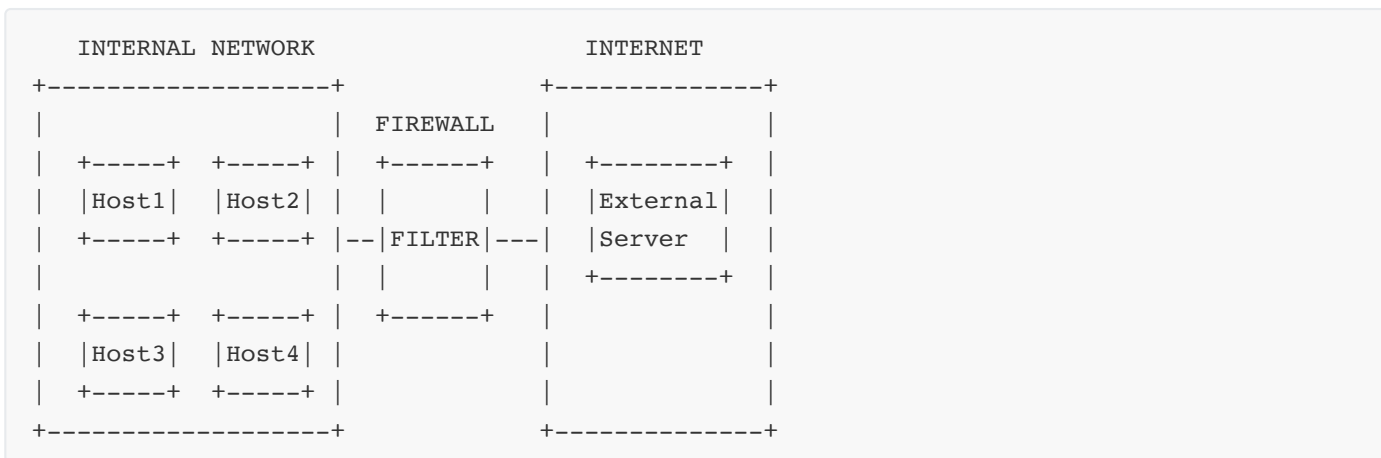 INTERNAL NETWORK                  INTERNET
+-------------------+             +--------------+
|                   |  FIREWALL   |              |
|  +-----+  +-----+ |  +------+   |  +--------+  |
|  |Host1|  |Host2| |  |      |   |  |External|  |
|  +-----+  +-----+ |--|FILTER|---|  |Server  |  |
|                   |  |      |   |  +--------+  |
|  +-----+  +-----+ |  +------+   |              |
|  |Host3|  |Host4| |             |              |
|  +-----+  +-----+ |             |              |
+-------------------+             +--------------+